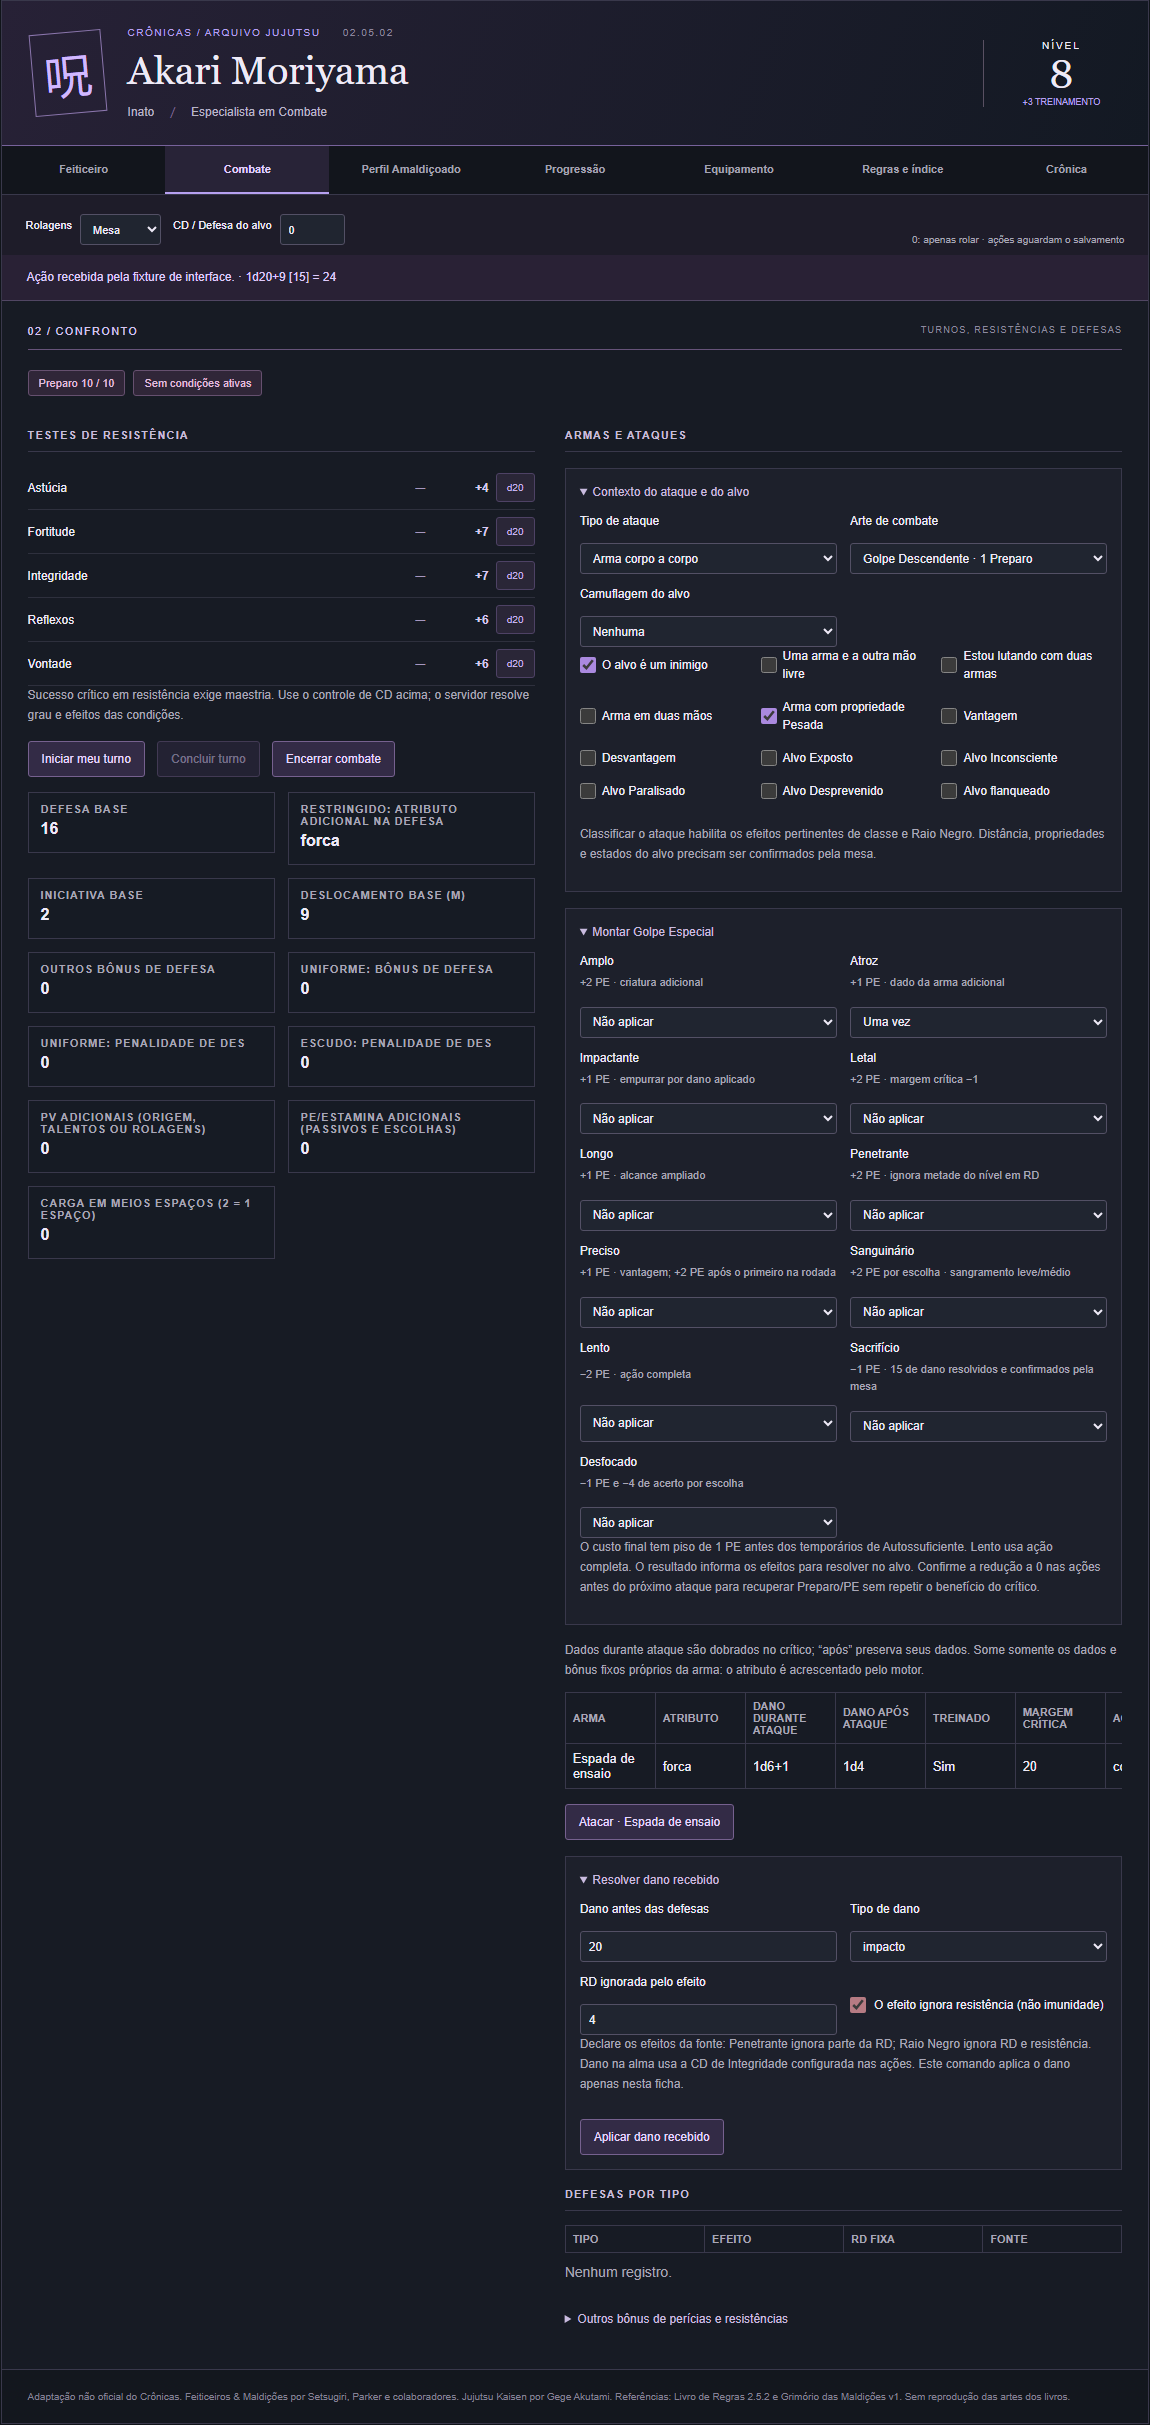 呪
CRÔNICAS / ARQUIVO JUJUTSU 02.05.02
Akari Moriyama
Inato / Especialista em Combate
NÍVEL
8
+3 TREINAMENTO
Feiticeiro Combate Perfil Amaldiçoado Progressão Equipamento Regras e índice Crônica
Rolagens Mesa CD / Defesa do alvo 0
0: apenas rolar · ações aguardam o salvamento
Ação recebida pela fixture de interface. · 1d20+9 [15] = 24
02 / CONFRONTO
TURNOS, RESISTÊNCIAS E DEFESAS
Preparo 10 / 10 Sem condições ativas
TESTES DE RESISTÊNCIA
Astúcia — +4 d20
Fortitude — +7 d20
Integridade — +7 d20
Reflexos — +6 d20
Vontade — +6 d20
Sucesso crítico em resistência exige maestria. Use o controle de CD acima; o servidor resolve
grau e efeitos das condições.
Iniciar meu turno Concluir turno Encerrar combate
DEFESA BASE
16
RESTRINGIDO: ATRIBUTO
ADICIONAL NA DEFESA
forca
INICIATIVA BASE
2
DESLOCAMENTO BASE (M)
9
OUTROS BÔNUS DE DEFESA
0
UNIFORME: BÔNUS DE DEFESA
0
UNIFORME: PENALIDADE DE DES
0
ESCUDO: PENALIDADE DE DES
0
PV ADICIONAIS (ORIGEM,
TALENTOS OU ROLAGENS)
0
PE/ESTAMINA ADICIONAIS
(PASSIVOS E ESCOLHAS)
0
CARGA EM MEIOS ESPAÇOS (2 = 1
ESPAÇO)
0
ARMAS E ATAQUES
▼ Contexto do ataque e do alvo
Tipo de ataque
Arma corpo a corpo
Arte de combate
Golpe Descendente · 1 Preparo
Camuflagem do alvo
Nenhuma
O alvo é um inimigo
Uma arma e a outra mão
livre
Estou lutando com duas
armas
Arma em duas mãos
Arma com propriedade
Pesada
Vantagem
Desvantagem
Alvo Exposto
Alvo Inconsciente
Alvo Paralisado
Alvo Desprevenido
Alvo flanqueado
Classificar o ataque habilita os efeitos pertinentes de classe e Raio Negro. Distância, propriedades
e estados do alvo precisam ser confirmados pela mesa.
▼ Montar Golpe Especial
Amplo
+2 PE · criatura adicional
Não aplicar
Atroz
+1 PE · dado da arma adicional
Uma vez
Impactante
+1 PE · empurrar por dano aplicado
Não aplicar
Letal
+2 PE · margem crítica −1
Não aplicar
Longo
+1 PE · alcance ampliado
Não aplicar
Penetrante
+2 PE · ignora metade do nível em RD
Não aplicar
Preciso
+1 PE · vantagem; +2 PE após o primeiro na rodada
Não aplicar
Sanguinário
+2 PE por escolha · sangramento leve/médio
Não aplicar
Lento
−2 PE · ação completa
Não aplicar
Sacrifício
−1 PE · 15 de dano resolvidos e confirmados pela
mesa
Não aplicar
Desfocado
−1 PE e −4 de acerto por escolha
Não aplicar
O custo final tem piso de 1 PE antes dos temporários de Autossuficiente. Lento usa ação
completa. O resultado informa os efeitos para resolver no alvo. Confirme a redução a 0 nas ações
antes do próximo ataque para recuperar Preparo/PE sem repetir o benefício do crítico.
Dados durante ataque são dobrados no crítico; “após” preserva seus dados. Some somente os dados e
bônus fixos próprios da arma: o atributo é acrescentado pelo motor.
ARMA ATRIBUTO DANO DURANTE ATAQUE DANO APÓS ATAQUE TREINADO MARGEM CRÍTICA
Espada de ensaio forca 1d6+1 1d4 Sim 20
Atacar · Espada de ensaio
▼ Resolver dano recebido
Dano antes das defesas
20
Tipo de dano
impacto
RD ignorada pelo efeito
4
O efeito ignora resistência (não imunidade)
Declare os efeitos da fonte: Penetrante ignora parte da RD; Raio Negro ignora RD e resistência.
Dano na alma usa a CD de Integridade configurada nas ações. Este comando aplica o dano
apenas nesta ficha.
Aplicar dano recebido
DEFESAS POR TIPO
TIPO EFEITO RD FIXA FONTE
Nenhum registro.
▶ Outros bônus de perícias e resistências
Adaptação não oficial do Crônicas. Feiticeiros & Maldições por Setsugiri, Parker e colaboradores. Jujutsu Kaisen por Gege Akutami. Referências: Livro de Regras 2.5.2 e Grimório das Maldições v1. Sem reprodução das artes dos livros.